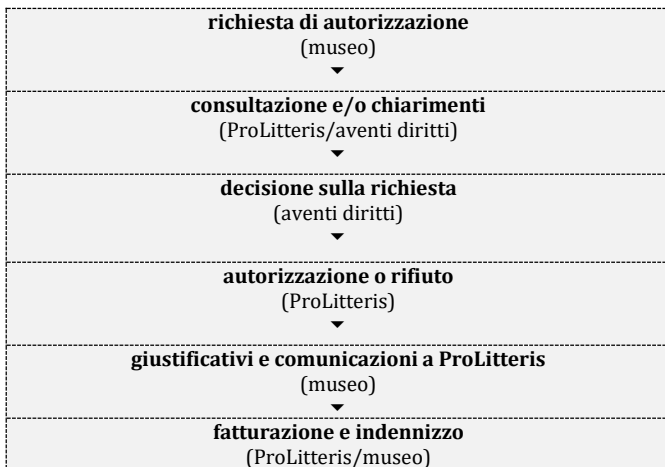 richiesta di autorizzazione
(museo)
consultazione e/o chiarimenti
(ProLitteris/aventi diritti)
decisione sulla richiesta
(aventi diritti)
autorizzazione o rifiuto
(ProLitteris)
giustificativi e comunicazioni a ProLitteris
(museo)
fatturazione e indennizzo
(ProLitteris/museo)